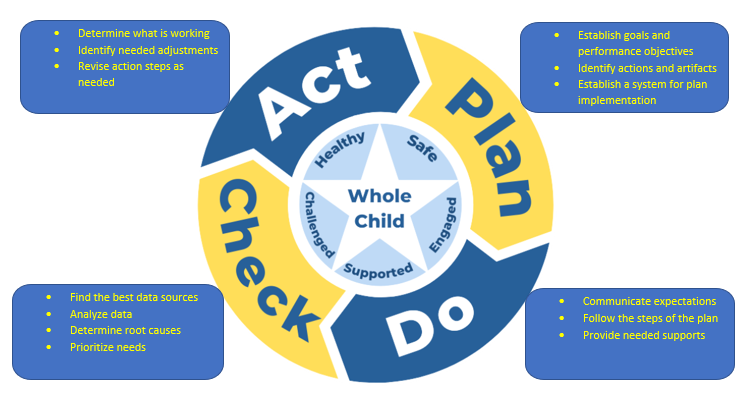 • Determine what is working
• Identify needed adjustments
• Revise action steps as
needed
• Establish goals and
performance objectives
• Identify actions and artifacts
• Establish a system for plan
implementation
Act
Plan
Healthy
Safe
Whole
Child
Challenged
Engaged
Supported
Check
Do
• Find the best data sources
• Analyze data
• Determine root causes
• Prioritize needs
• Communicate expectations
• Follow the steps of the plan
• Provide needed supports